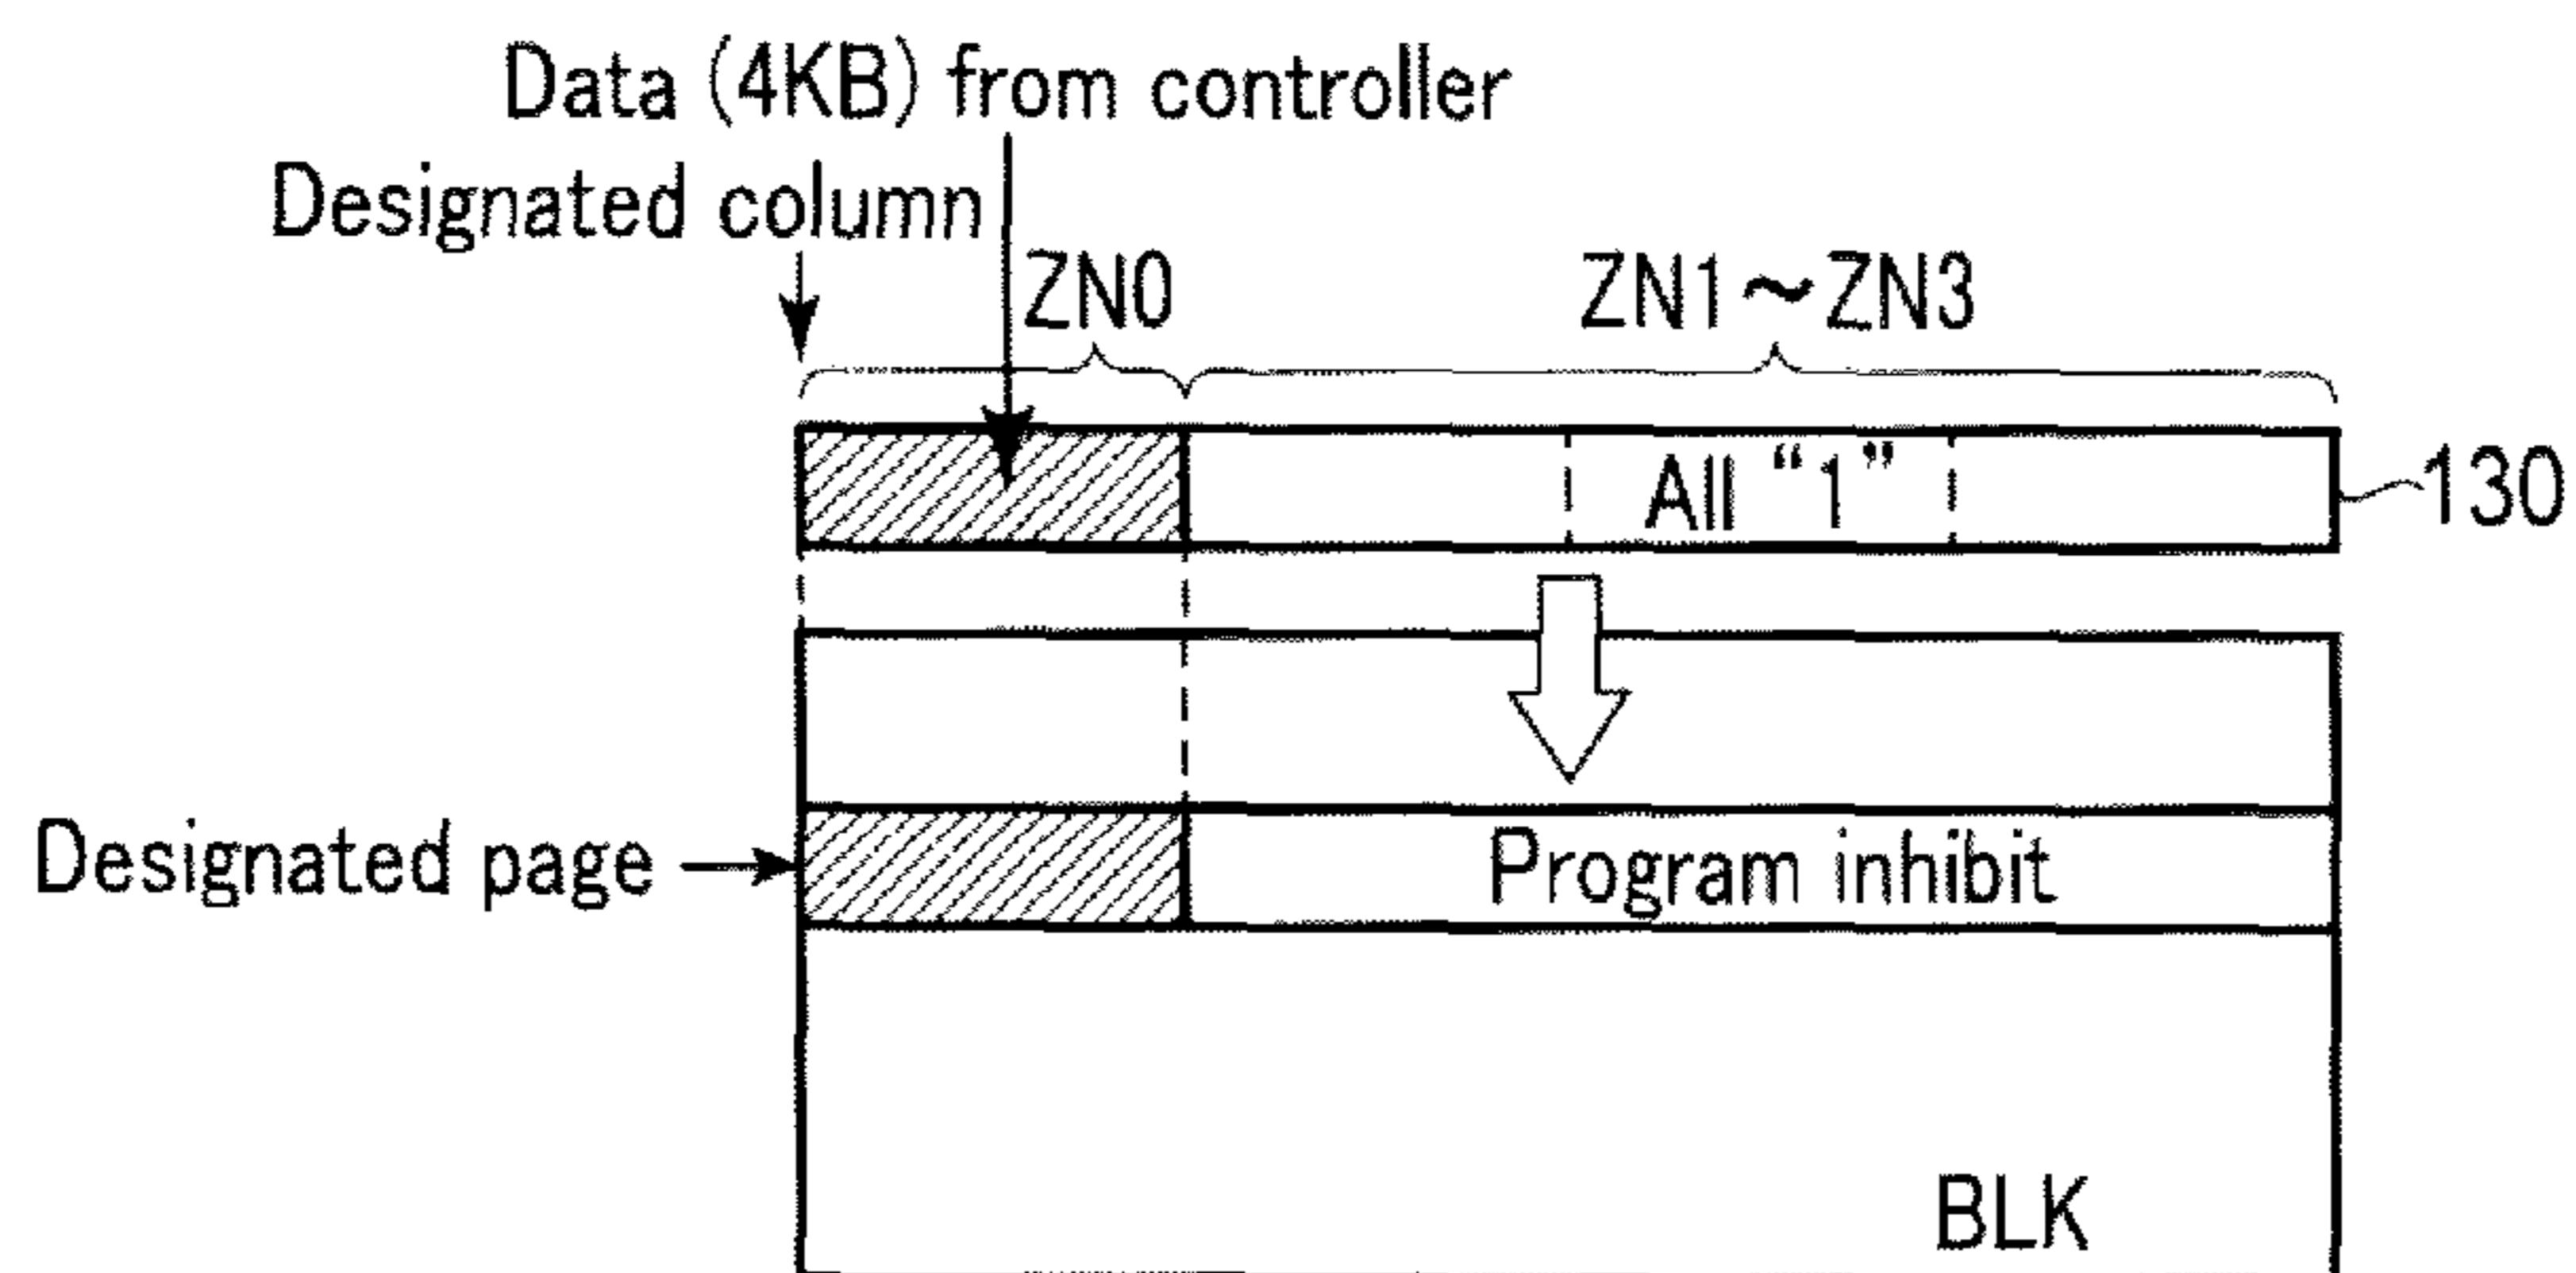 Data (4KB) from controller
Designated column
ZN0
ZN1~ZN3
All “1”
130
Designated page
Program inhibit
BLK